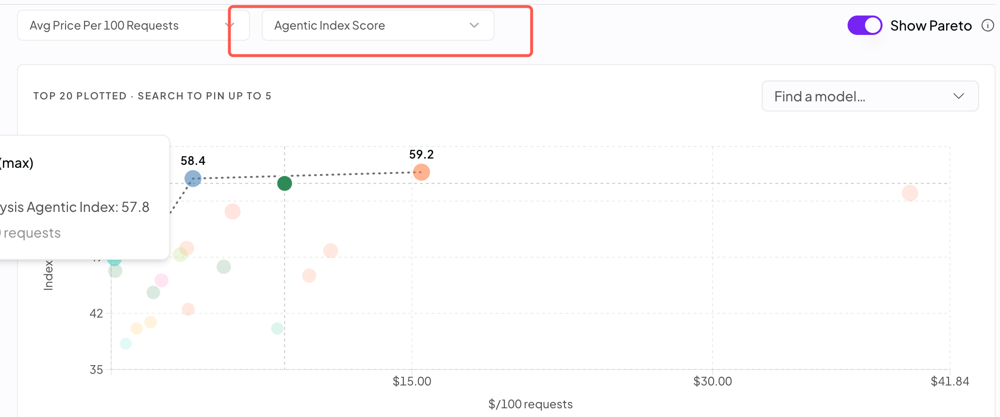 Avg Price Per 100 Requests
Agentic Index Score
Show Pareto
TOP 20 PLOTTED · SEARCH TO PIN UP TO 5
Find a model...
(max)
ysis Agentic Index: 57.8
requests
58.4
59.2
Index
42
35
$15.00
$30.00
$41.84
$/100 requests